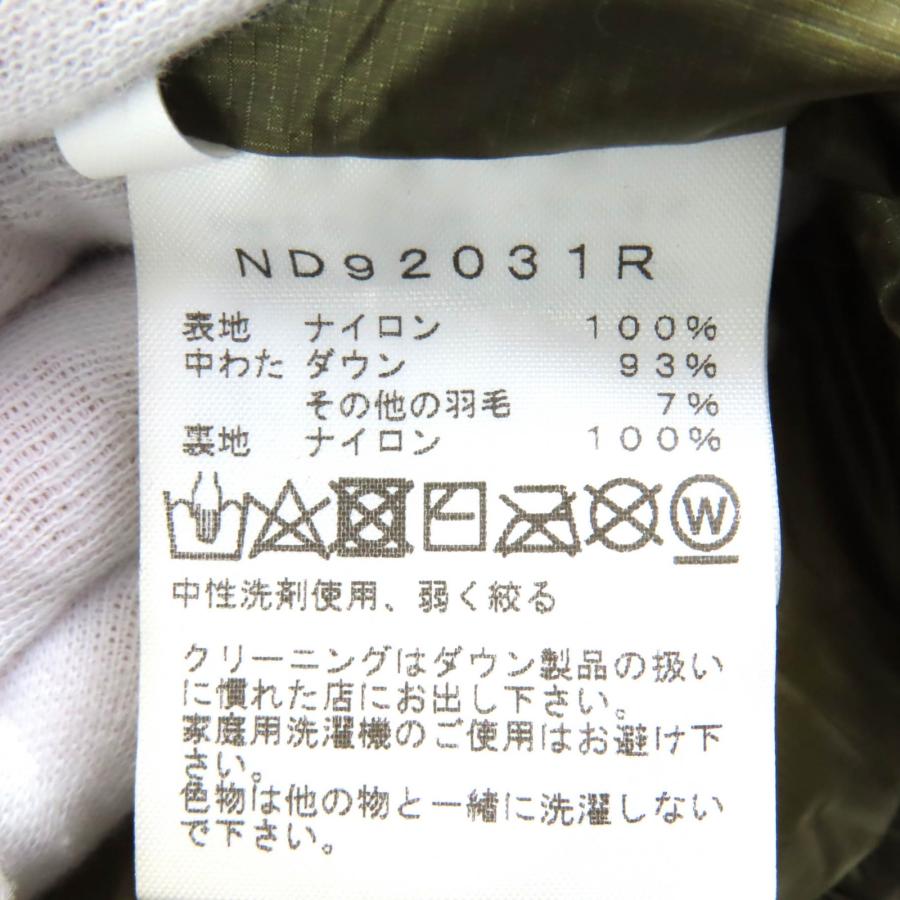 ND92031R
表地 ナイロン 100%
中わた ダウン 93%
その他の羽毛 7%
裏地 ナイロン 100%
W
中性洗剤使用、弱く絞る
クリーニングはダウン製品の扱い
に慣れた店にお出し下さい。
家庭用洗濯機のご使用はお避け下
さい。
色物は他の物と一緒に洗濯しない
で下さい。